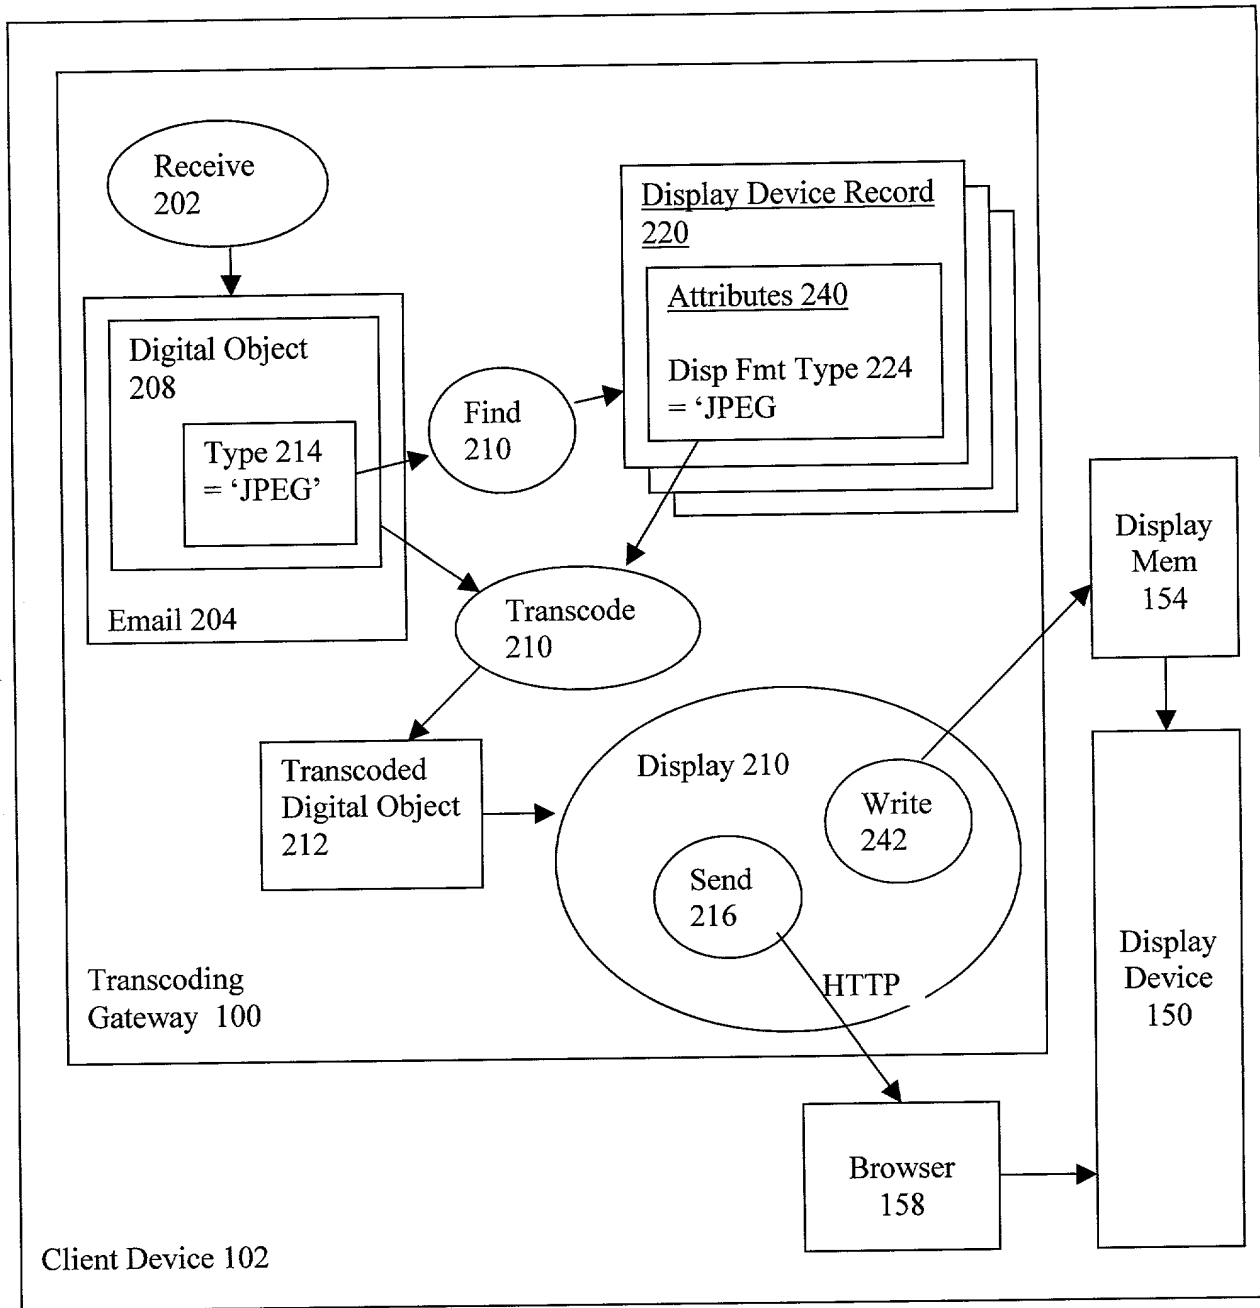 Receive
202
Display Device Record
220
Attributes 240
Disp Fmt Type 224
= ‘JPEG
Digital Object
208
Type 214
= ‘JPEG’
Email 204
Find
210
Transcode
210
Display
Mem
154
Transcoded
Digital Object
212
Display 210
Write
242
Send
216
HTTP
Display
Device
150
Transcoding
Gateway 100
Browser
158
Client Device 102